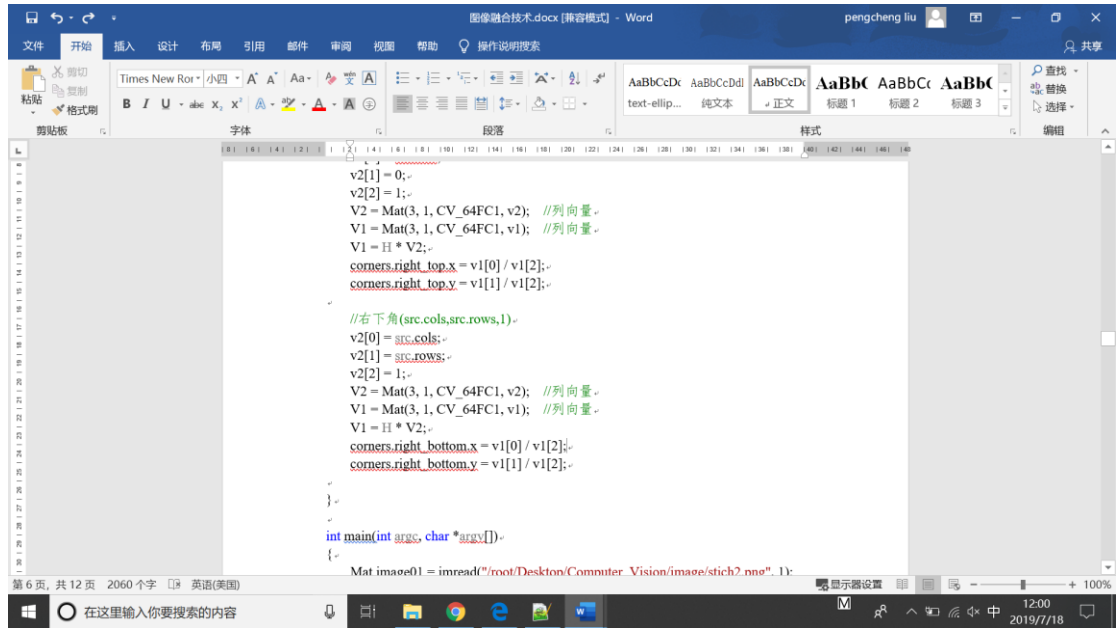 图像融合技术.docx [兼容模式] - Word
pengcheng liu
文件 开始 插入 设计 布局 引用 邮件 审阅 视图 帮助 操作说明搜索 共享
粘贴 剪切 复制 格式刷
Times New Ror 小四
text-ellip... 纯文本 正文 标题 1 标题 2 标题 3
查找 替换 选择
剪贴板 字体 段落 样式 编辑
v2[1] = 0;
v2[2] = 1;
V2 = Mat(3, 1, CV_64FC1, v2); //列向量
V1 = Mat(3, 1, CV_64FC1, v1); //列向量
V1 = H * V2;
corners.right_top.x = v1[0] / v1[2];
corners.right_top.y = v1[1] / v1[2];
//右下角(src.cols,src.rows,1)
v2[0] = src.cols;
v2[1] = src.rows;
v2[2] = 1;
V2 = Mat(3, 1, CV_64FC1, v2); //列向量
V1 = Mat(3, 1, CV_64FC1, v1); //列向量
V1 = H * V2;
corners.right_bottom.x = v1[0] / v1[2];
corners.right_bottom.y = v1[1] / v1[2];
}
int main(int argc, char *argv[])
{
Mat image01 = imread("/root/Desktop/Computer_Vision/image/stich2.png", 1);
第 6 页, 共 12 页 2060 个字 英语(美国) 显示器设置 100%
在这里输入你要搜索的内容
中 12:00
2019/7/18